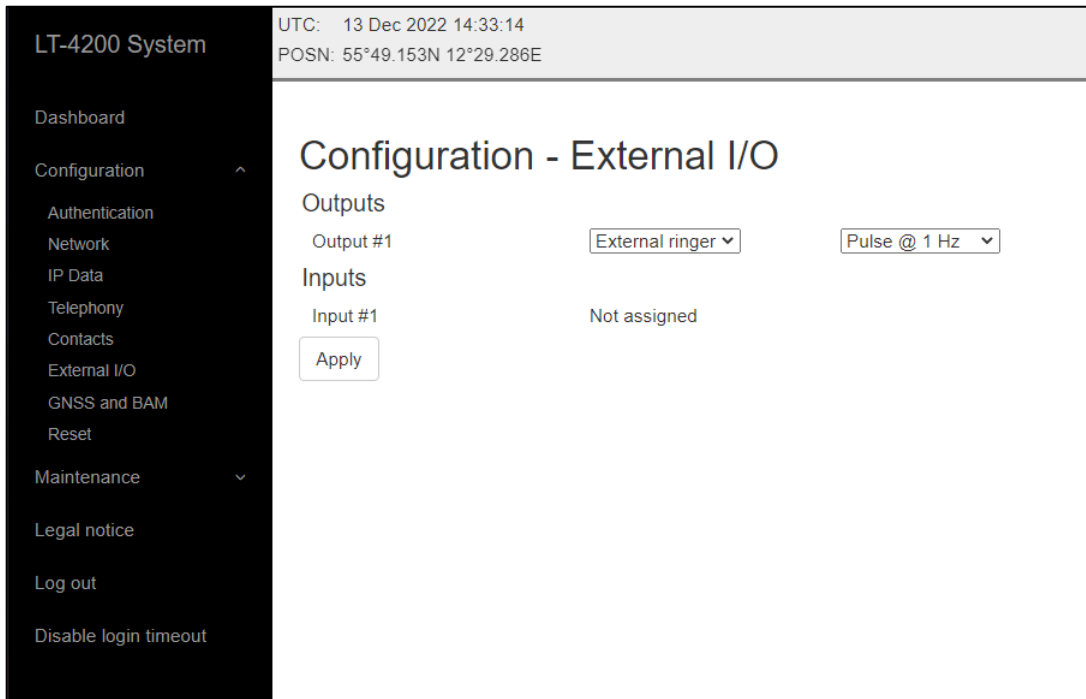 LT-4200 System
UTC: 13 Dec 2022 14:33:14
POSN: 55°49.153N 12°29.286E
Dashboard
Configuration
Authentication
Network
IP Data
Telephony
Contacts
External I/O
GNSS and BAM
Reset
Maintenance
Legal notice
Log out
Disable login timeout
Configuration - External I/O
Outputs
Output #1 External ringer Pulse @ 1 Hz
Inputs
Input #1 Not assigned
Apply